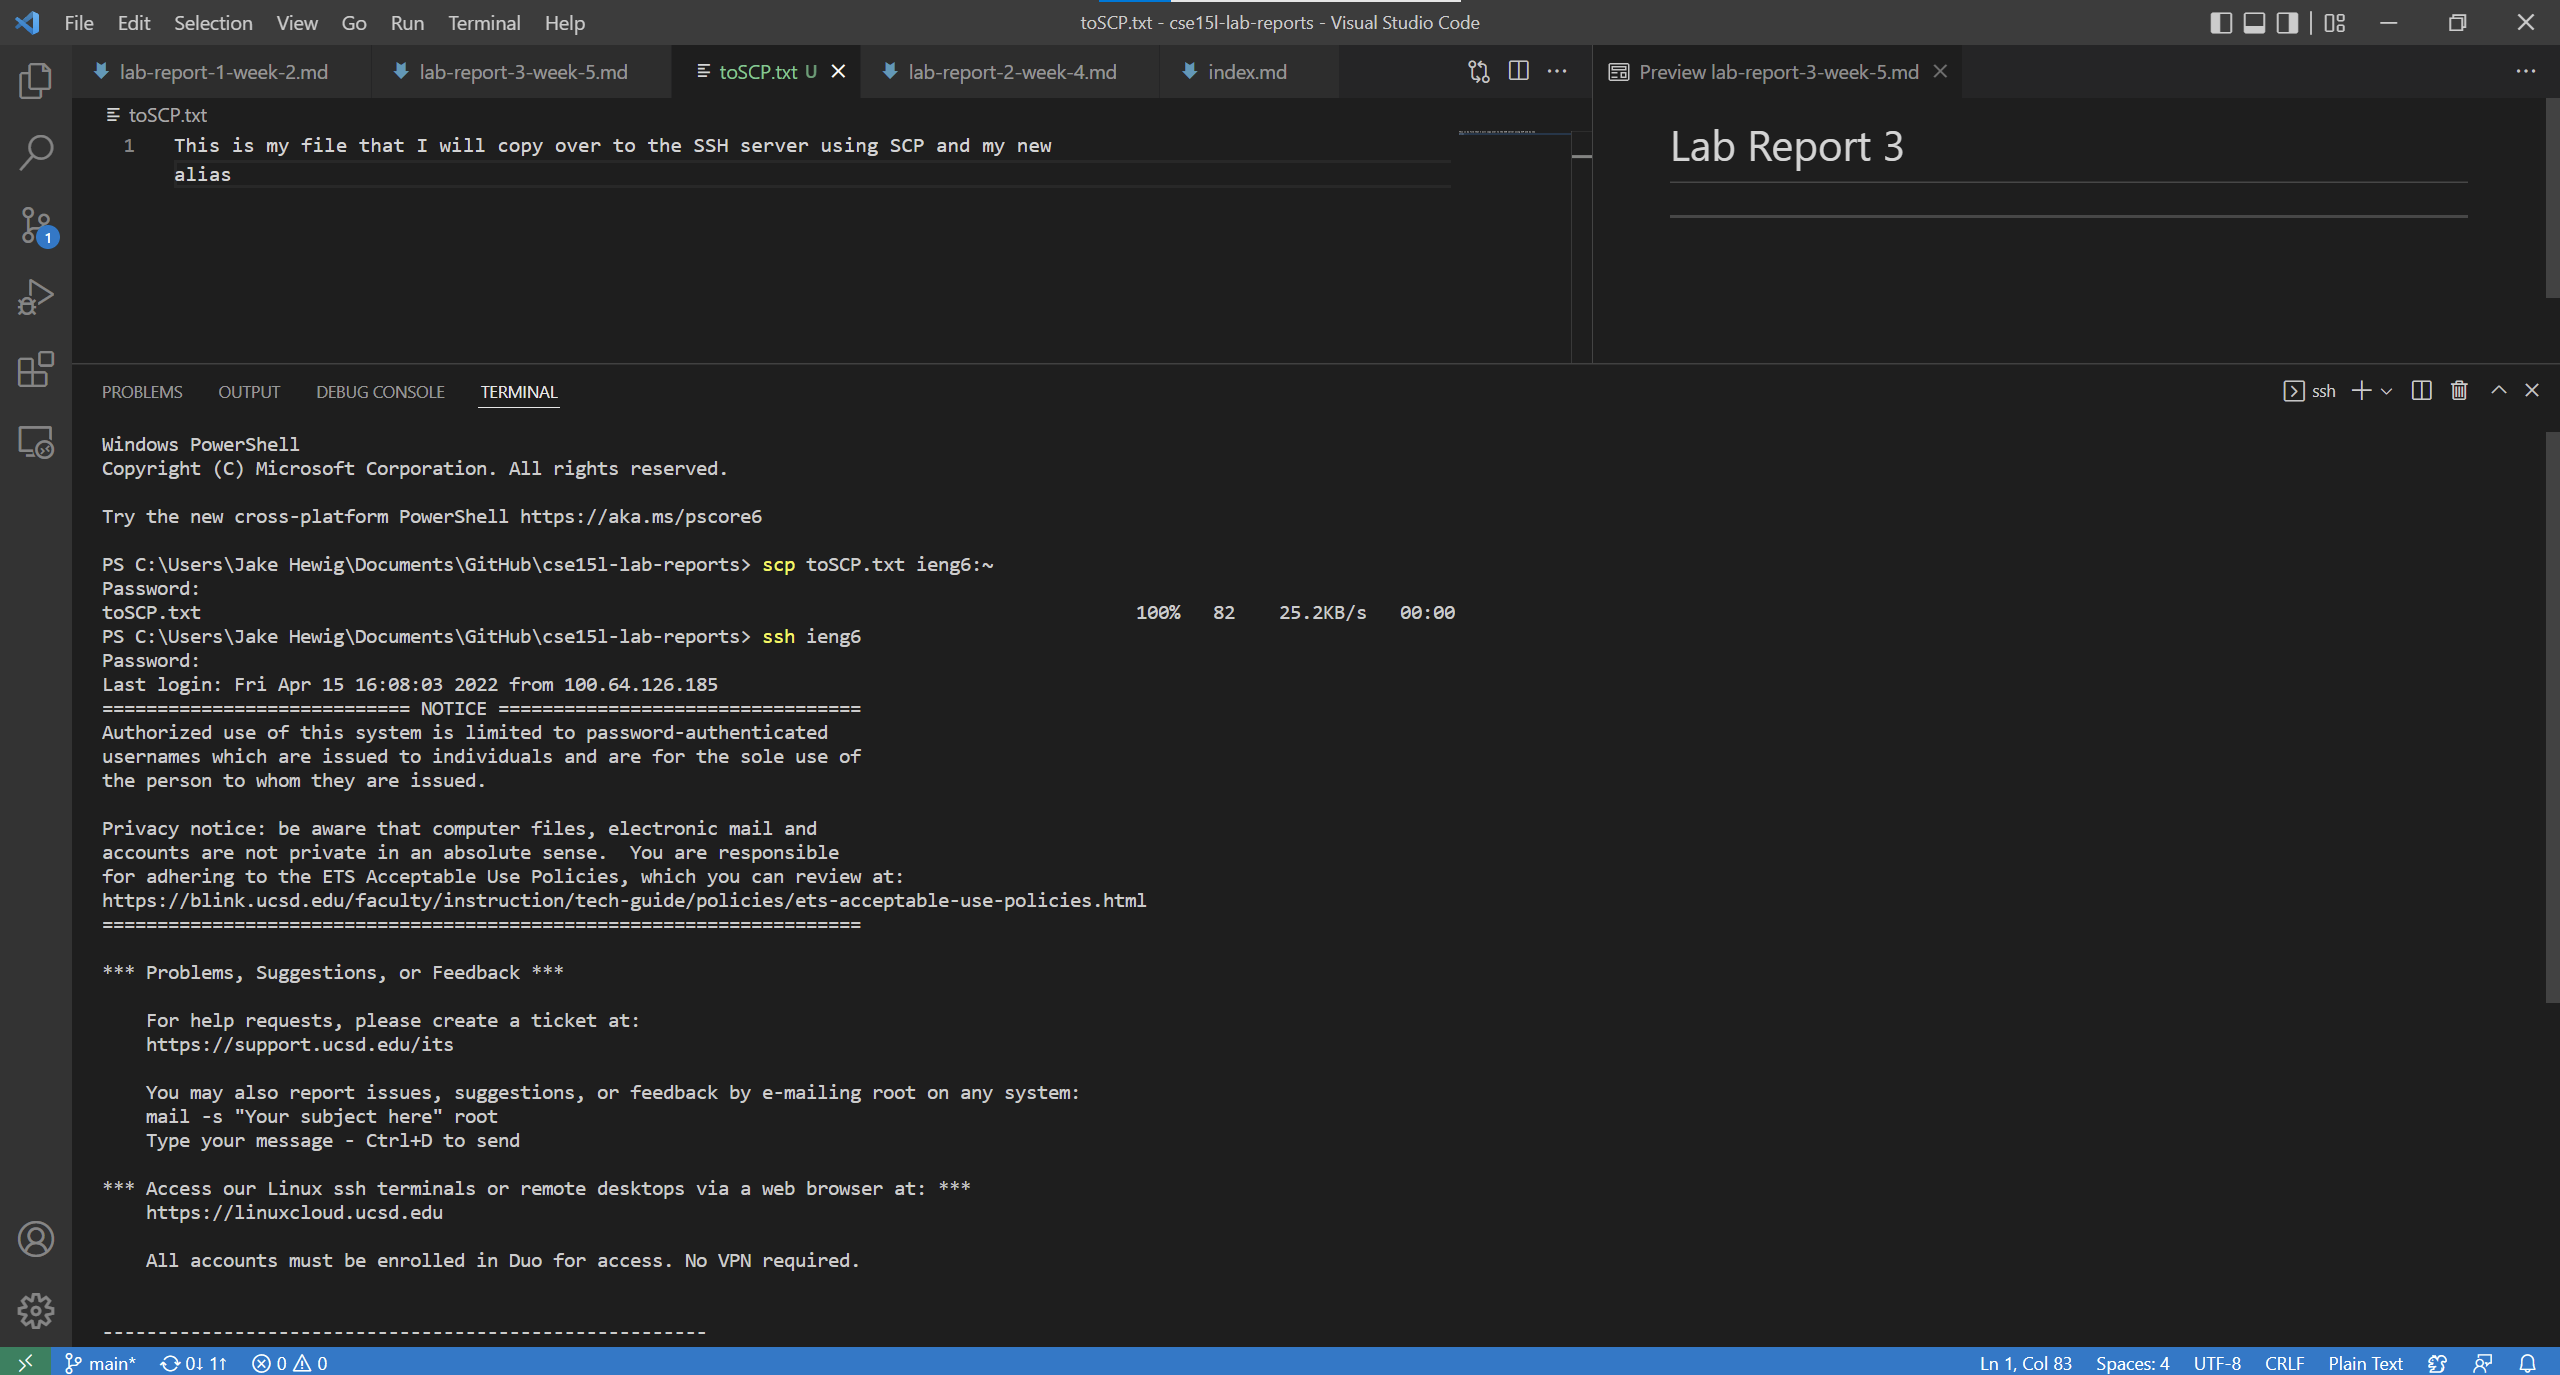 File Edit Selection View Go Run Terminal Help
toSCP.txt - cse15l-lab-reports - Visual Studio Code
lab-report-1-week-2.md
lab-report-3-week-5.md
toSCP.txt U
lab-report-2-week-4.md
index.md
Preview lab-report-3-week-5.md
toSCP.txt
1 This is my file that I will copy over to the SSH server using SCP and my new
alias
Lab Report 3
1
PROBLEMS OUTPUT DEBUG CONSOLE TERMINAL
ssh
Windows PowerShell
Copyright (C) Microsoft Corporation. All rights reserved.
Try the new cross-platform PowerShell https://aka.ms/pscore6
PS C:\Users\Jake Hewig\Documents\GitHub\cse15l-lab-reports> scp toSCP.txt ieng6:~
Password:
toSCP.txt 100% 82 25.2KB/s 00:00
PS C:\Users\Jake Hewig\Documents\GitHub\cse15l-lab-reports> ssh ieng6
Password:
Last login: Fri Apr 15 16:08:03 2022 from 100.64.126.185
============================ NOTICE =================================
Authorized use of this system is limited to password-authenticated
usernames which are issued to individuals and are for the sole use of
the person to whom they are issued.
Privacy notice: be aware that computer files, electronic mail and
accounts are not private in an absolute sense.  You are responsible
for adhering to the ETS Acceptable Use Policies, which you can review at:
https://blink.ucsd.edu/faculty/instruction/tech-guide/policies/ets-acceptable-use-policies.html
=====================================================================
*** Problems, Suggestions, or Feedback ***
For help requests, please create a ticket at:
https://support.ucsd.edu/its
You may also report issues, suggestions, or feedback by e-mailing root on any system:
mail -s "Your subject here" root
Type your message - Ctrl+D to send
*** Access our Linux ssh terminals or remote desktops via a web browser at: ***
https://linuxcloud.ucsd.edu
All accounts must be enrolled in Duo for access. No VPN required.
-------------------------------------------------------
main* 0↓ 1↑ 0 0
Ln 1, Col 83 Spaces: 4 UTF-8 CRLF Plain Text